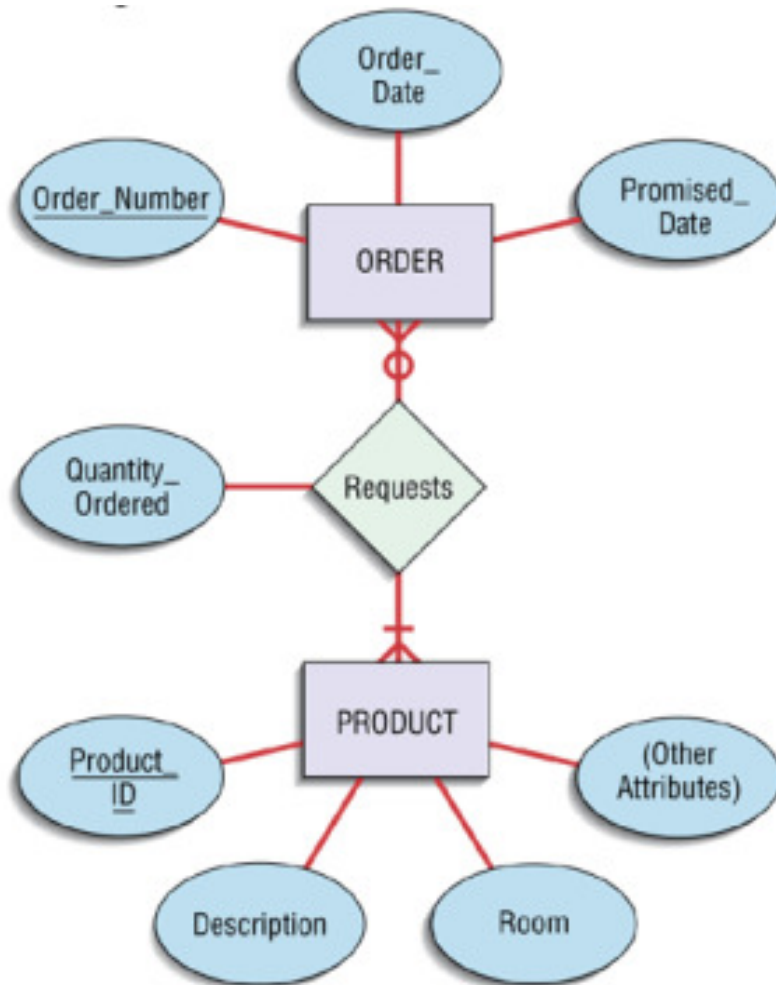 Order_
Date
Order_Number
Promised_
Date
ORDER
Quantity_
Ordered
Requests
PRODUCT
Product_
ID
(Other
Attributes)
Description
Room